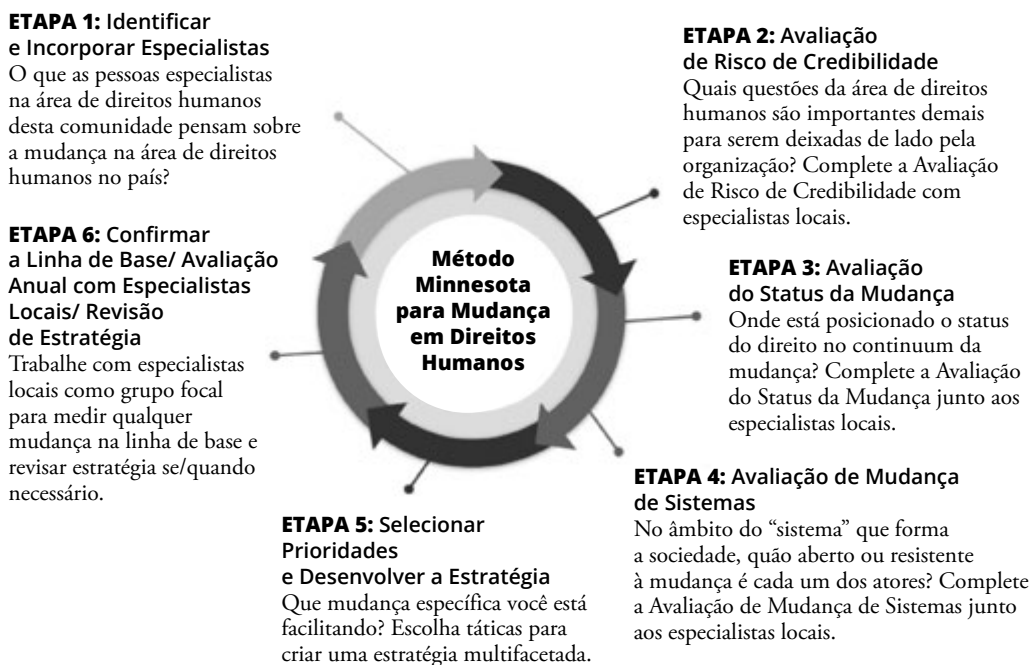 ETAPA 1: Identificar
e Incorporar Especialistas
O que as pessoas especialistas
na área de direitos humanos
desta comunidade pensam sobre
a mudança na área de direitos
humanos no país?
ETAPA 2: Avaliação
de Risco de Credibilidade
Quais questões da área de direitos
humanos são importantes demais
para serem deixadas de lado pela
organização? Complete a Avaliação
de Risco de Credibilidade com
especialistas locais.
Método
Minnesota
para Mudança
em Direitos
Humanos
ETAPA 3: Avaliação
do Status da Mudança
Onde está posicionado o status
do direito no continuum da
mudança? Complete a Avaliação
do Status da Mudança junto aos
especialistas locais.
ETAPA 4: Avaliação de Mudança
de Sistemas
No âmbito do “sistema” que forma
a sociedade, quão aberto ou resistente
à mudança é cada um dos atores? Complete
a Avaliação de Mudança de Sistemas junto
aos especialistas locais.
ETAPA 5: Selecionar
Prioridades
e Desenvolver a Estratégia
Que mudança específica você está
facilitando? Escolha táticas para
criar uma estratégia multifacetada.
ETAPA 6: Confirmar
a Linha de Base/ Avaliação
Anual com Especialistas
Locais/ Revisão
de Estratégia
Trabalhe com especialistas
locais como grupo focal
para medir qualquer
mudança na linha de base e
revisar estratégia se/quando
necessário.